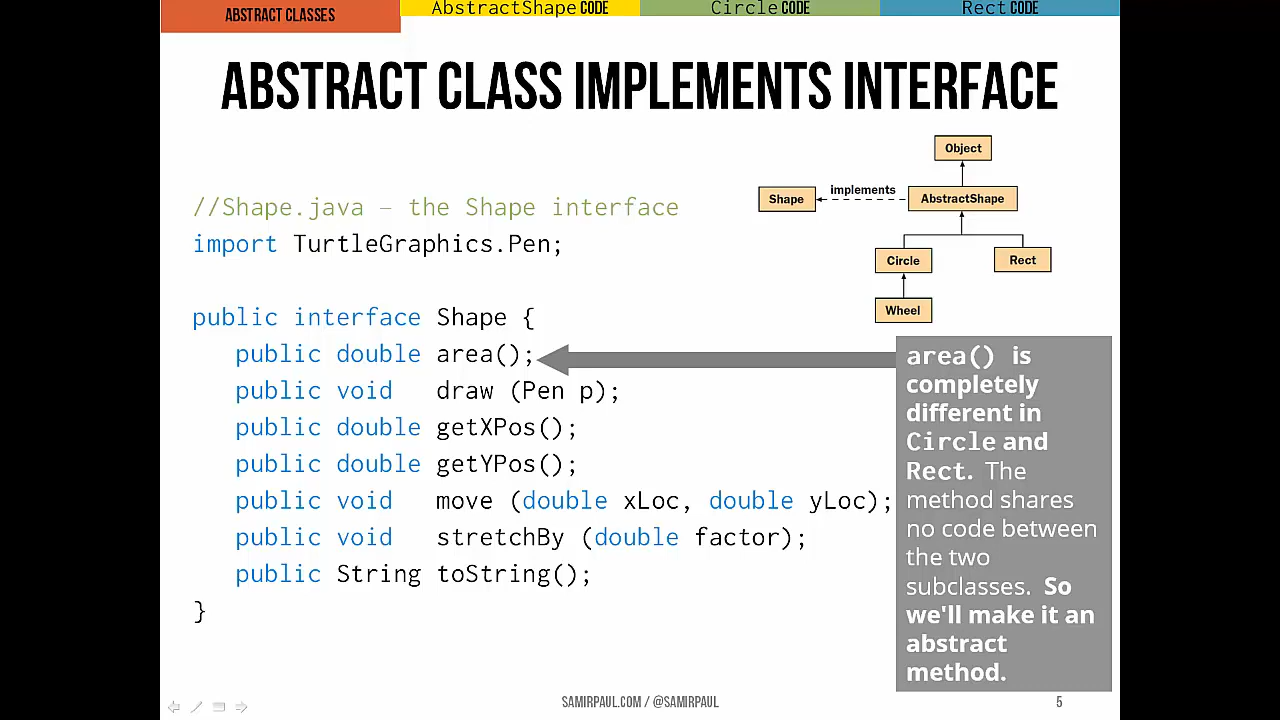 ABSTRACT CLASSES
AbstractShape CODE
Circle CODE
Rect CODE
ABSTRACT CLASS IMPLEMENTS INTERFACE
Object
Shape
implements
AbstractShape
Circle
Rect
Wheel
//Shape.java – the Shape interface
import TurtleGraphics.Pen;
public interface Shape {
public double area();
public void draw (Pen p);
public double getXPos();
public double getYPos();
public void move (double xLoc, double yLoc);
public void stretchBy (double factor);
public String toString();
}
area() is
completely
different in
Circle and
Rect. The
method shares
no code between
the two
subclasses. So
we'll make it an
abstract
method.
SAMIRPAUL.COM / @SAMIRPAUL
5